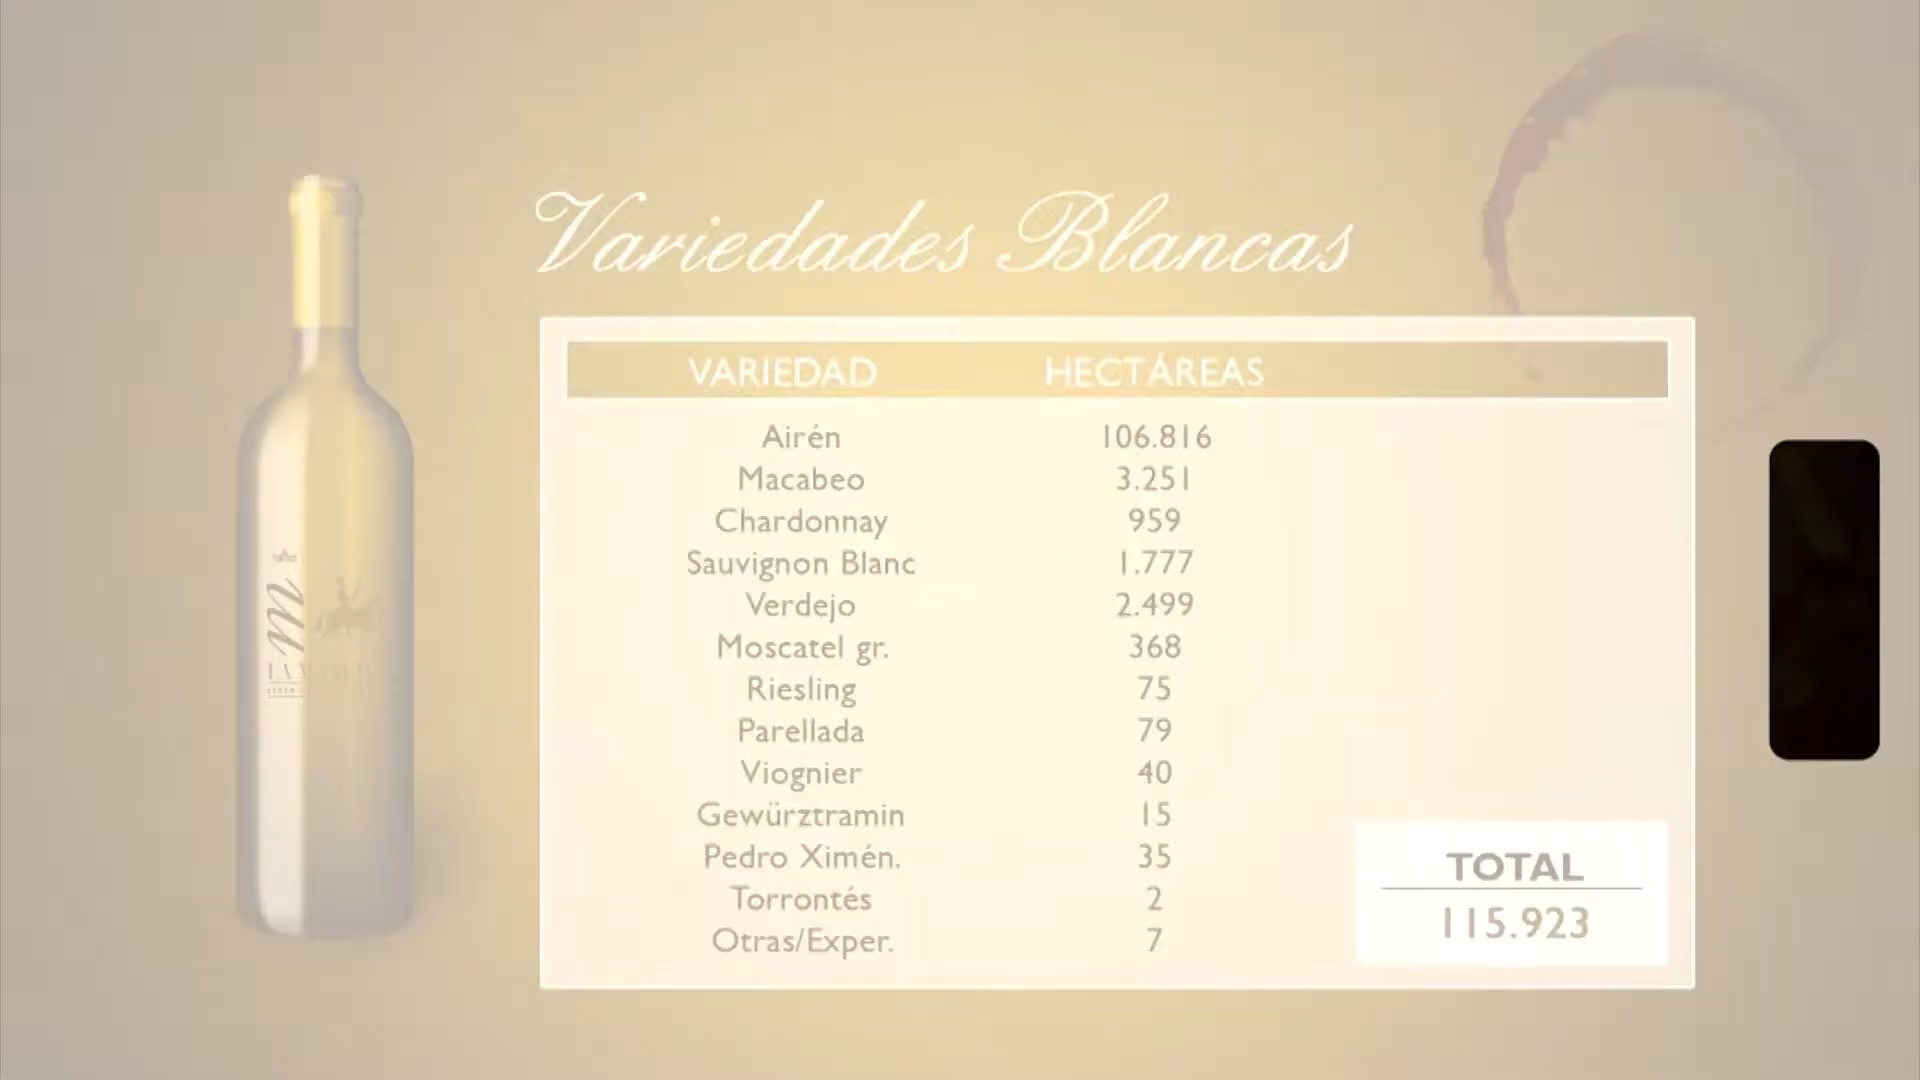 Variedades Blancas
VARIEDAD HECTÁREAS
Airén 106.816
Macabeo 3.251
Chardonnay 959
Sauvignon Blanc 1.777
Verdejo 2.499
Moscatel gr. 368
Riesling 75
Parellada 79
Viognier 40
Gewürztramin 15
Pedro Ximén. 35
Torrontés 2
Otras/Exper. 7
TOTAL
115.923